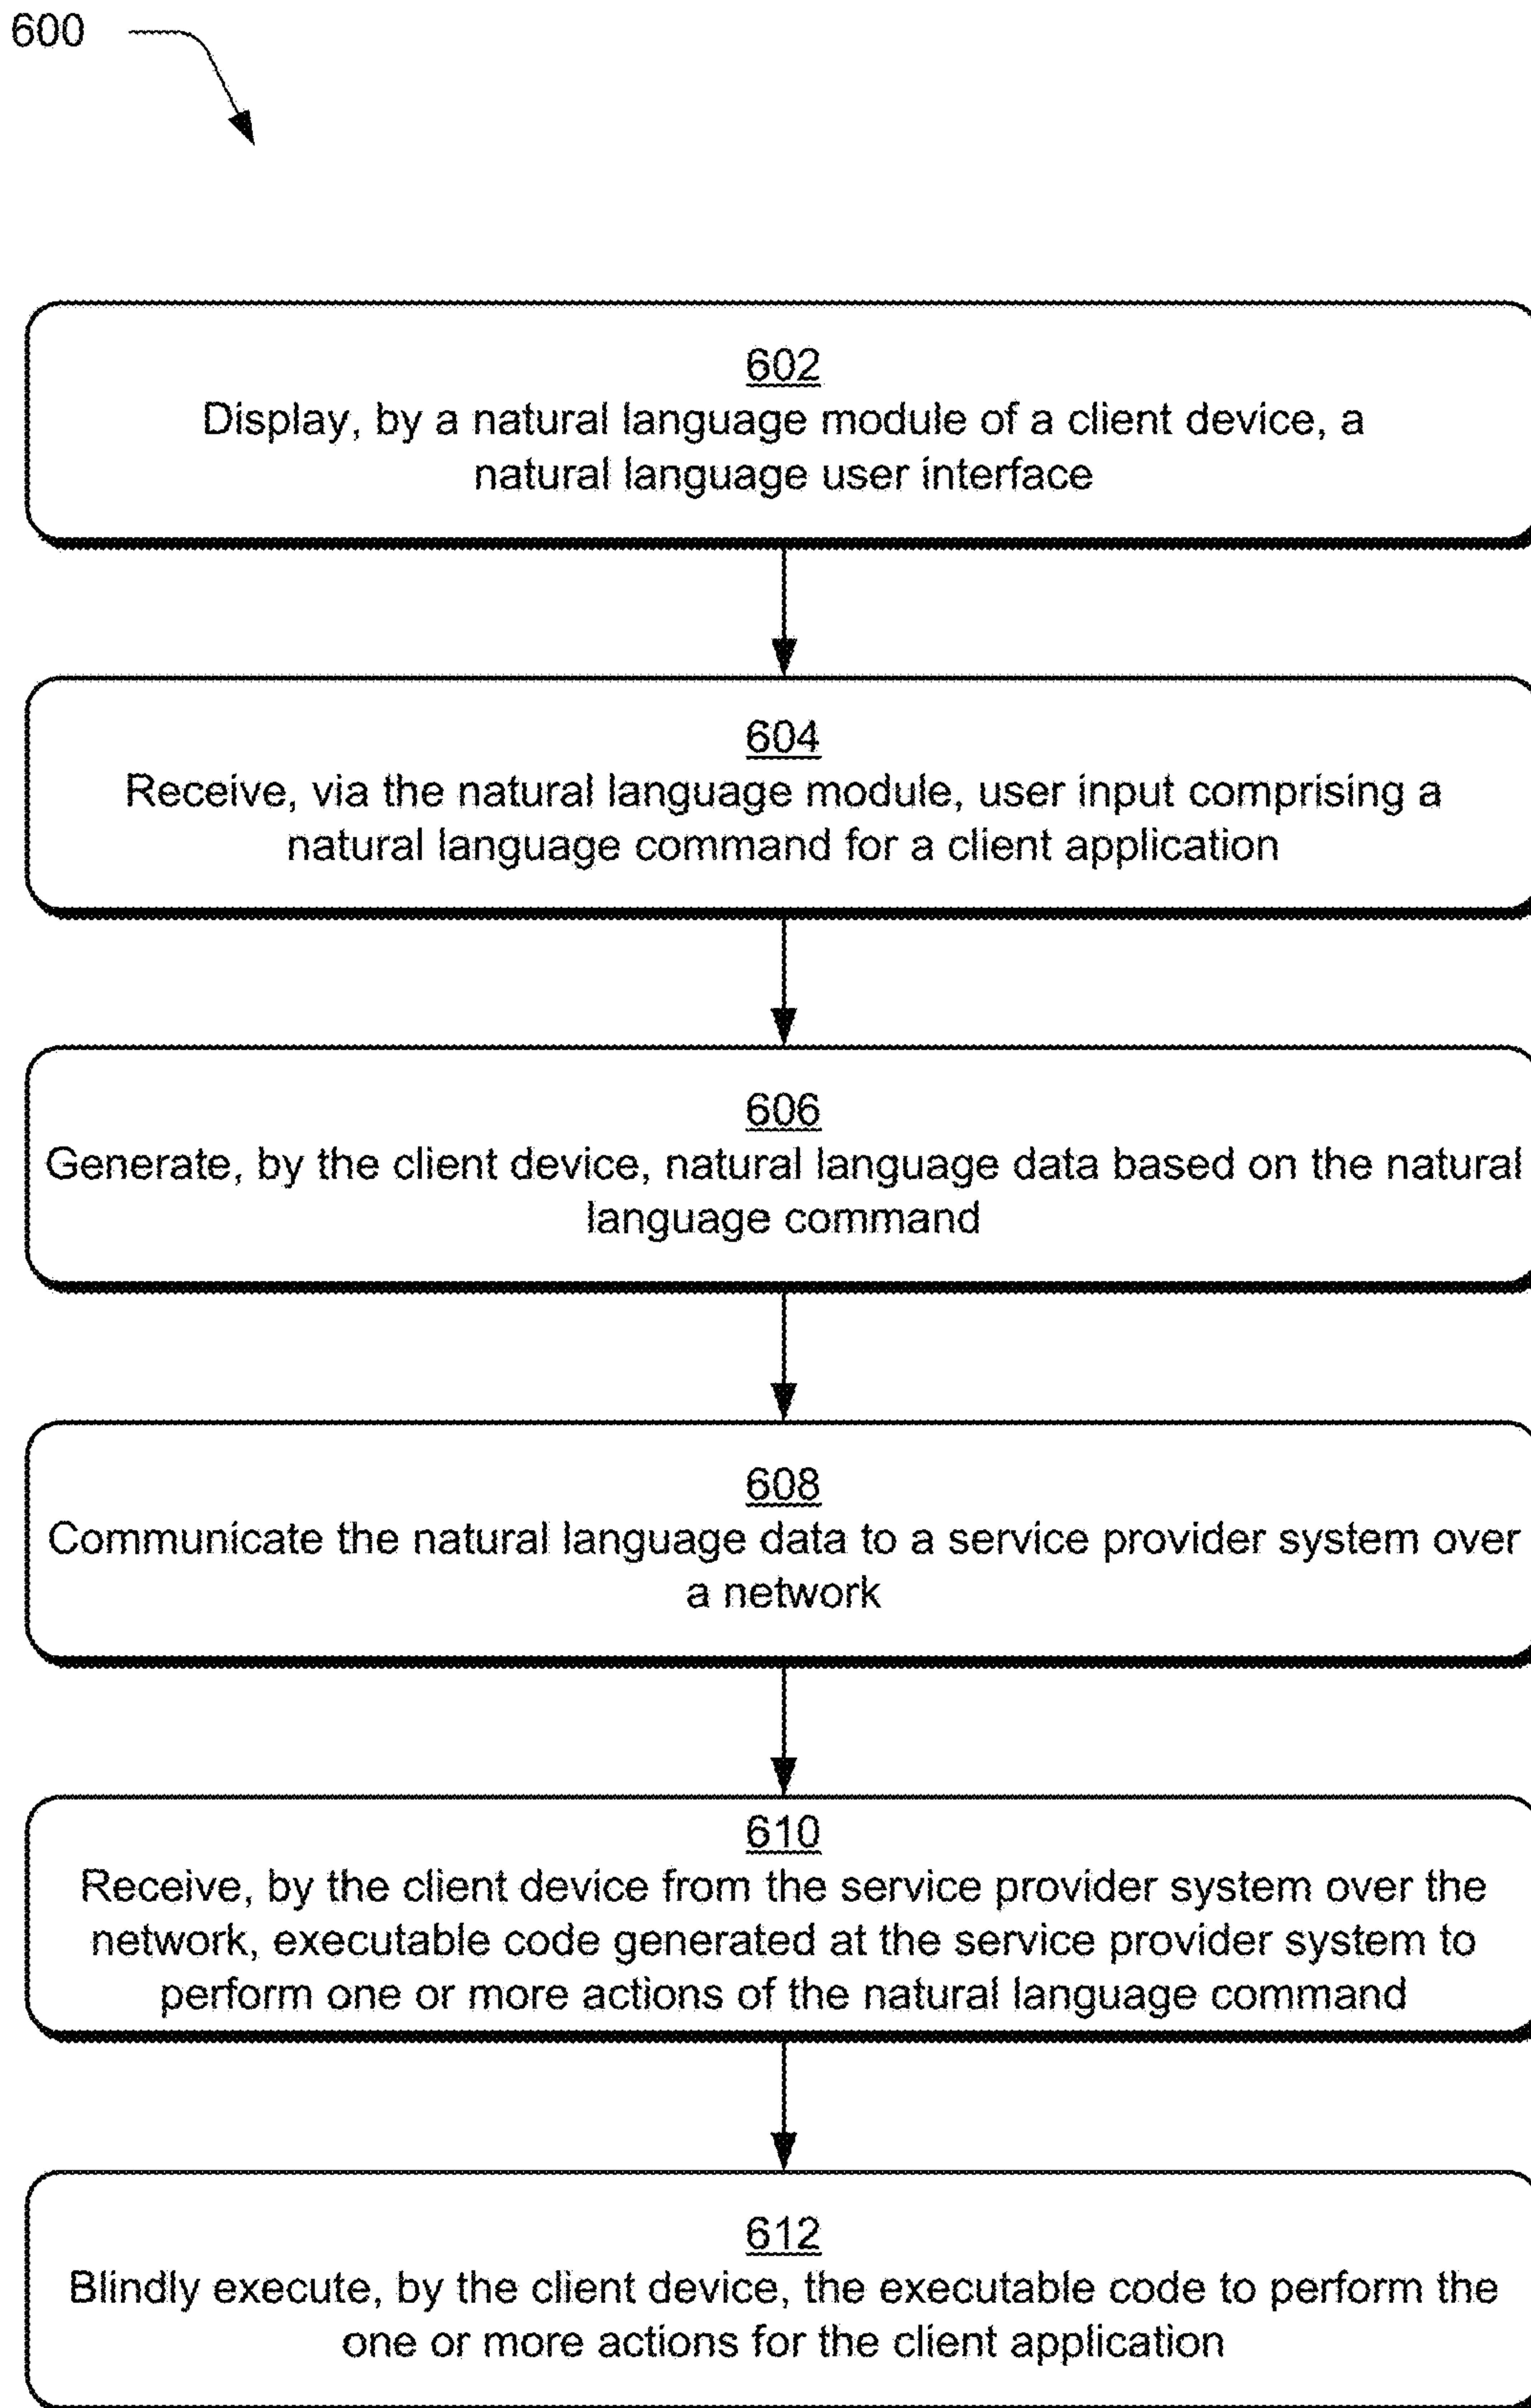 600
602
Display, by a natural language module of a client device, a
natural language user interface
604
Receive, via the natural language module, user input comprising a
natural language command for a client application
606
Generate, by the client device, natural language data based on the natural
language command
608
Communicate the natural language data to a service provider system over
a network
610
Receive, by the client device from the service provider system over the
network, executable code generated at the service provider system to
perform one or more actions of the natural language command
612
Blindly execute, by the client device, the executable code to perform the
one or more actions for the client application